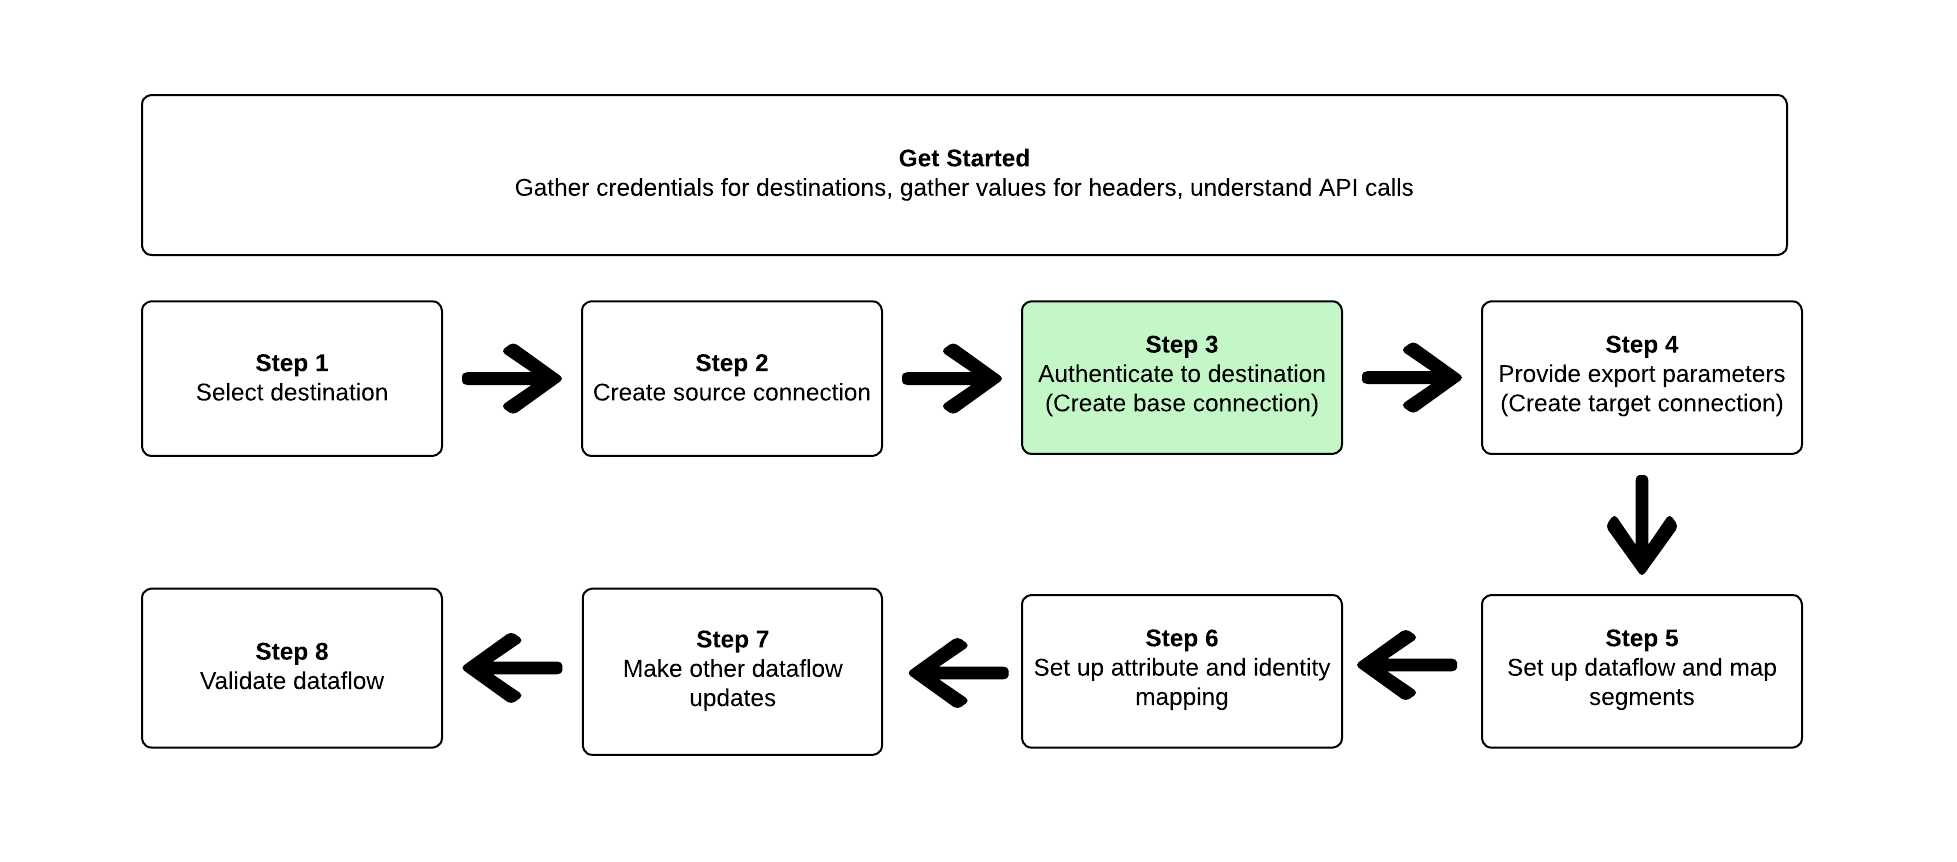 Get Started
Gather credentials for destinations, gather values for headers, understand API calls
Step 1
Select destination
Step 2
Create source connection
Step 3
Authenticate to destination
(Create base connection)
Step 4
Provide export parameters
(Create target connection)
Step 5
Set up dataflow and map
segments
Step 6
Set up attribute and identity
mapping
Step 7
Make other dataflow
updates
Step 8
Validate dataflow